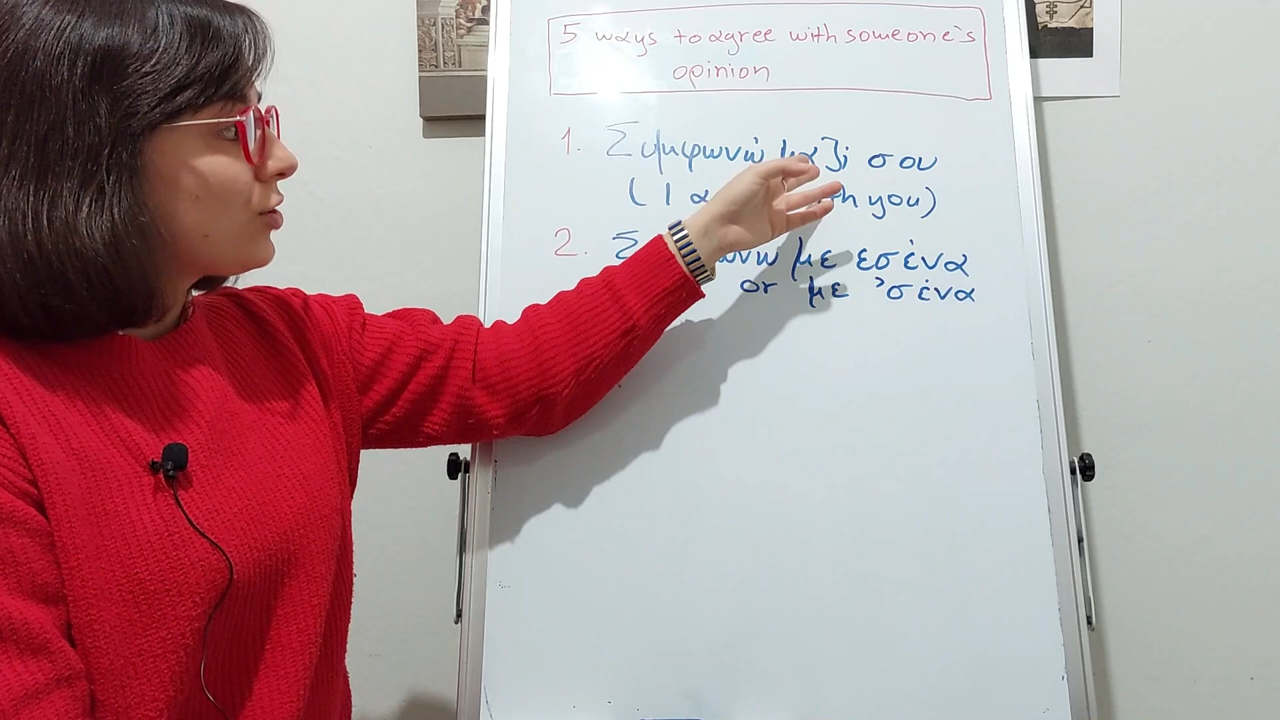 5 ways to agree with someone's
opinion
1. Συμφωνώ μαζί σου
( I with you)
2. με εσένα
or με 'σένα